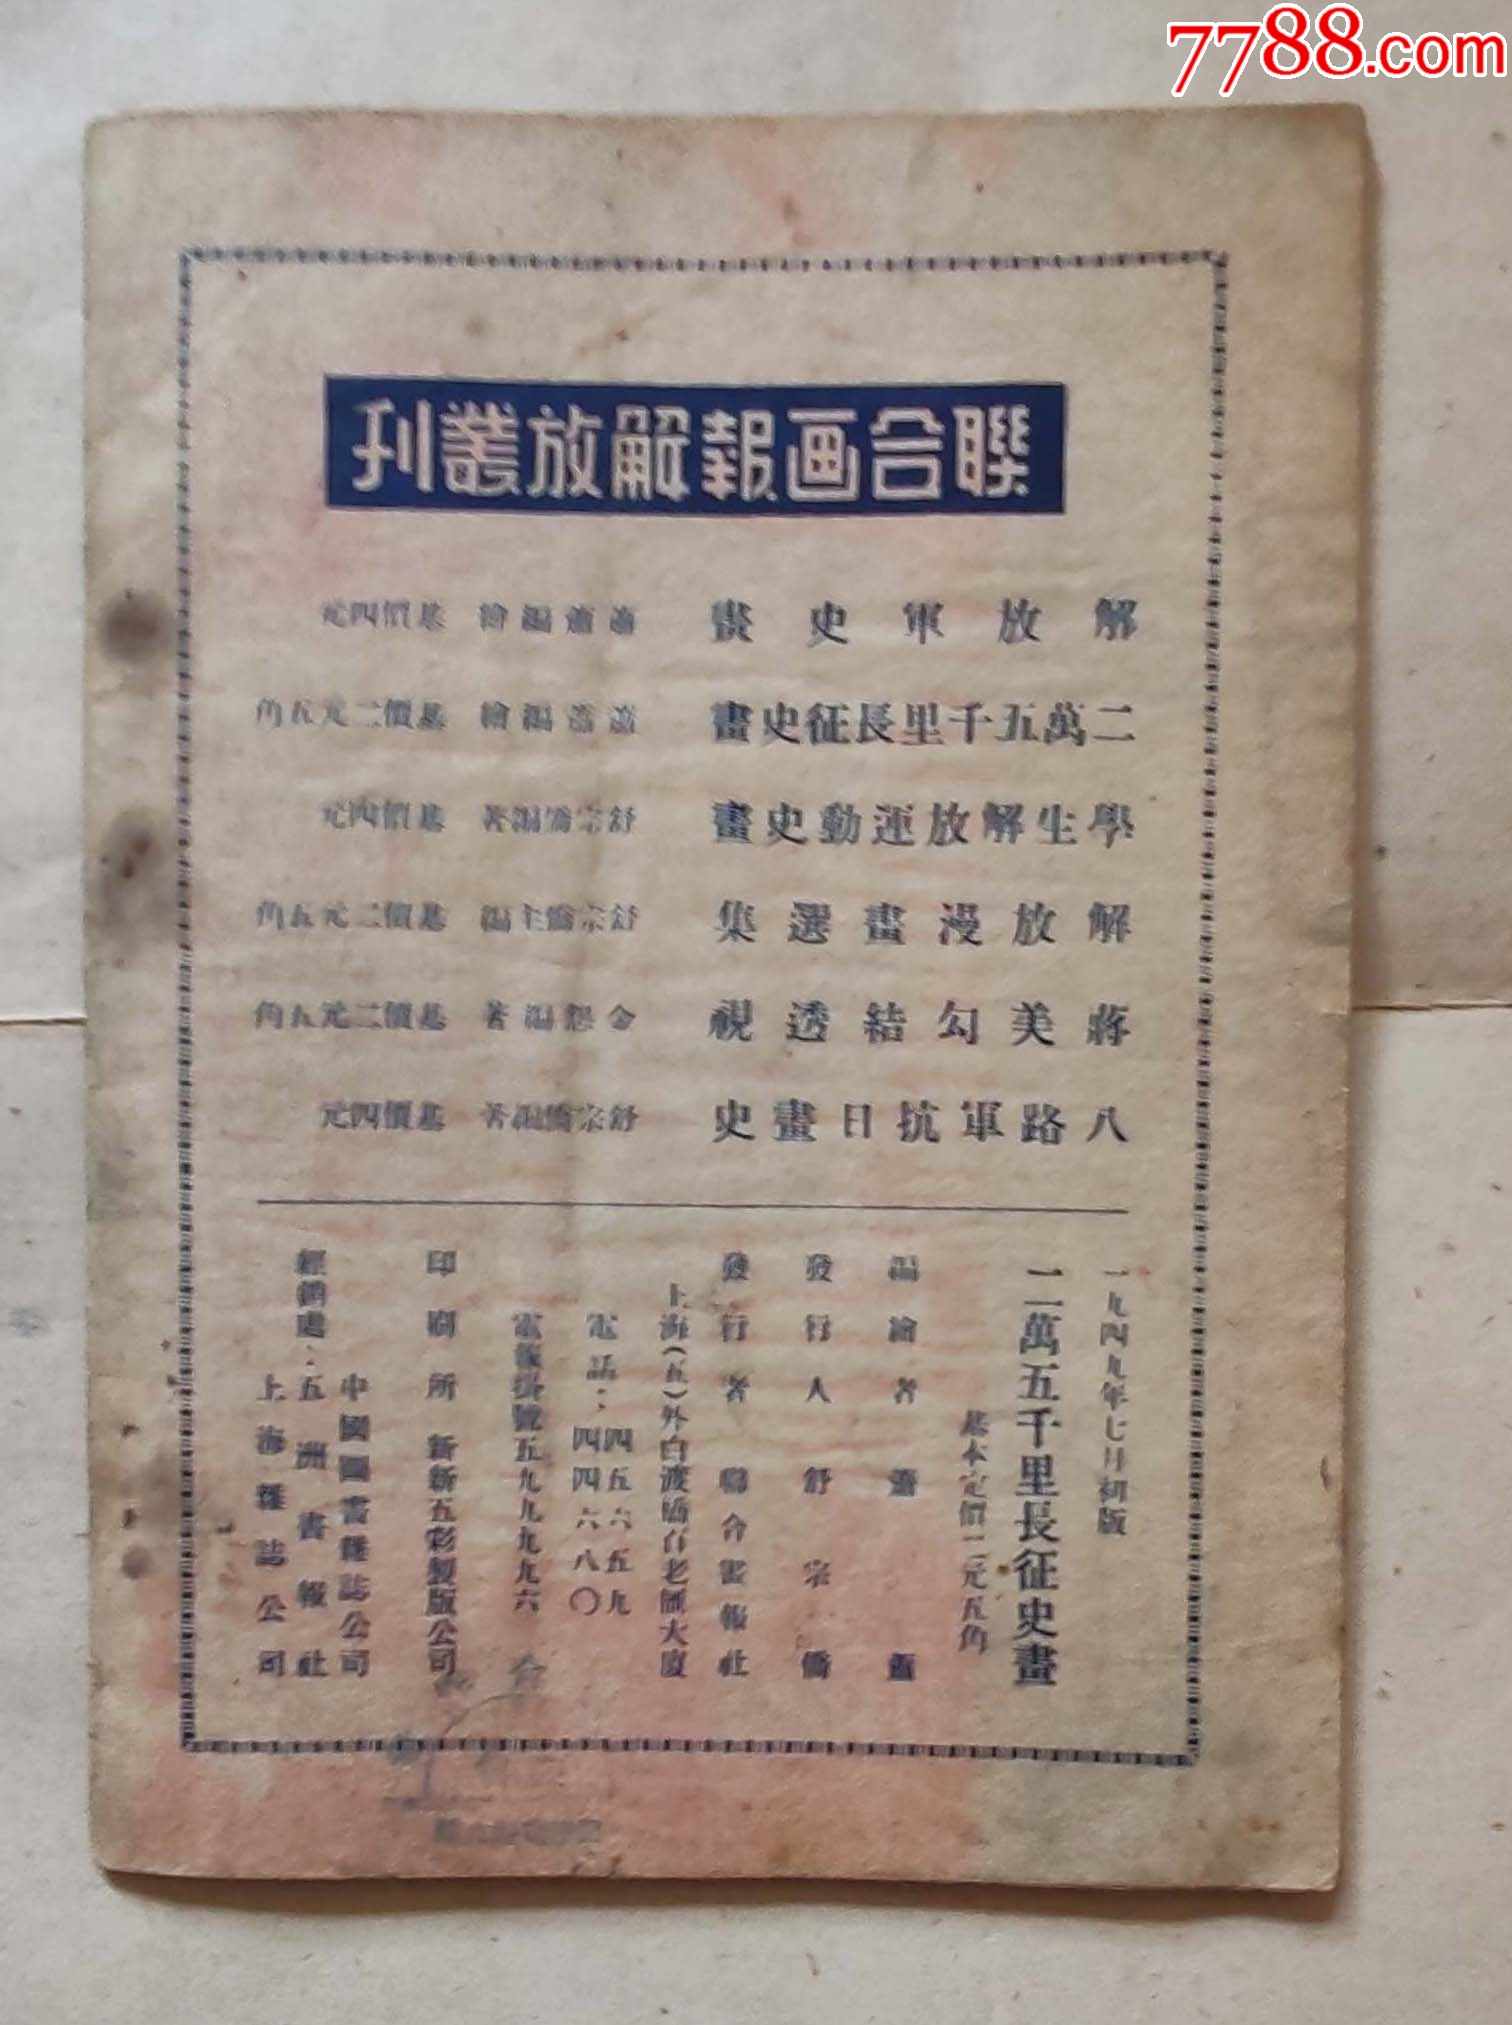 7788.com
聯合画報解放叢刊
解放軍史畫 蕭蕭編繪 基價四元
二萬五千里長征史畫 蕭蕭編繪 基價二元五角
學生解放運動史畫 舒宗僑編著 基價四元
解放漫畫選集 舒宗僑主編 基價二元五角
蔣美勾結透視 編著 基價二元五角
八路軍抗日畫史 舒宗僑編著 基價四元
一九四九年七月初版
二萬五千里長征史畫
基本定價二元五角
編繪者 蕭蕭
發行人 舒宗僑
發行者 聯合畫報社
上海(五)外白渡橋百老匯大廈
電話：四五六五九
四四六八〇
電報掛號五九九九九六
印刷所 新新五彩製版公司
中國圖書雜誌公司
經銷處：五洲書報社
上海雜誌公司